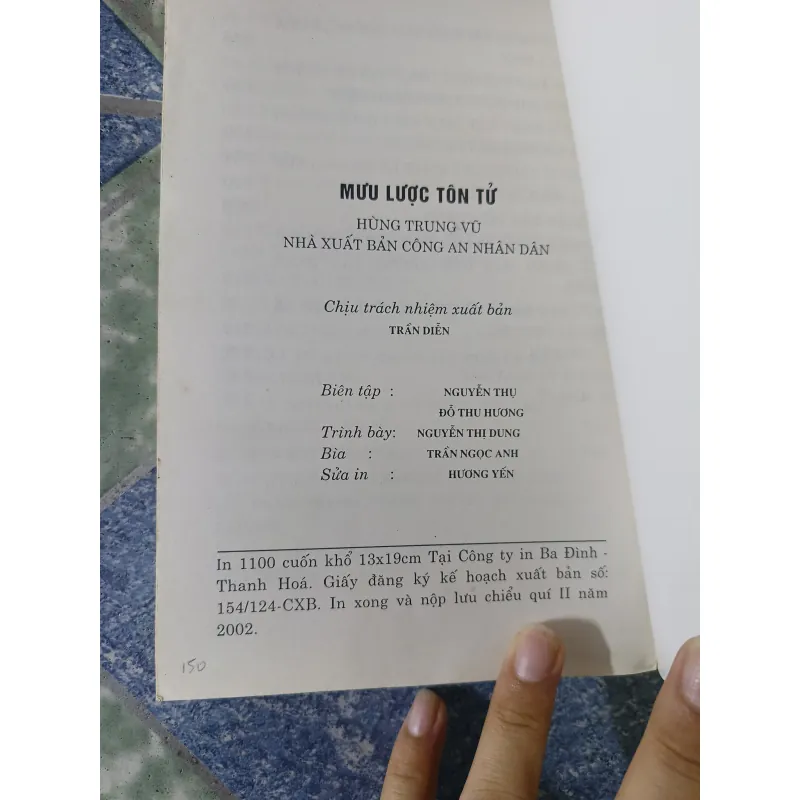 MƯU LƯỢC TÔN TỬ
HÙNG TRUNG VŨ
NHÀ XUẤT BẢN CÔNG AN NHÂN DÂN
Chịu trách nhiệm xuất bản
TRẦN DIỄN
Biên tập : NGUYỄN THỤ
ĐỖ THU HƯƠNG
Trình bày: NGUYỄN THỊ DUNG
Bìa : TRẦN NGỌC ANH
Sửa in : HƯƠNG YẾN
In 1100 cuốn khổ 13x19cm Tại Công ty in Ba Đình -
Thanh Hoá. Giấy đăng ký kế hoạch xuất bản số:
154/124-CXB. In xong và nộp lưu chiểu quí II năm
2002.
150